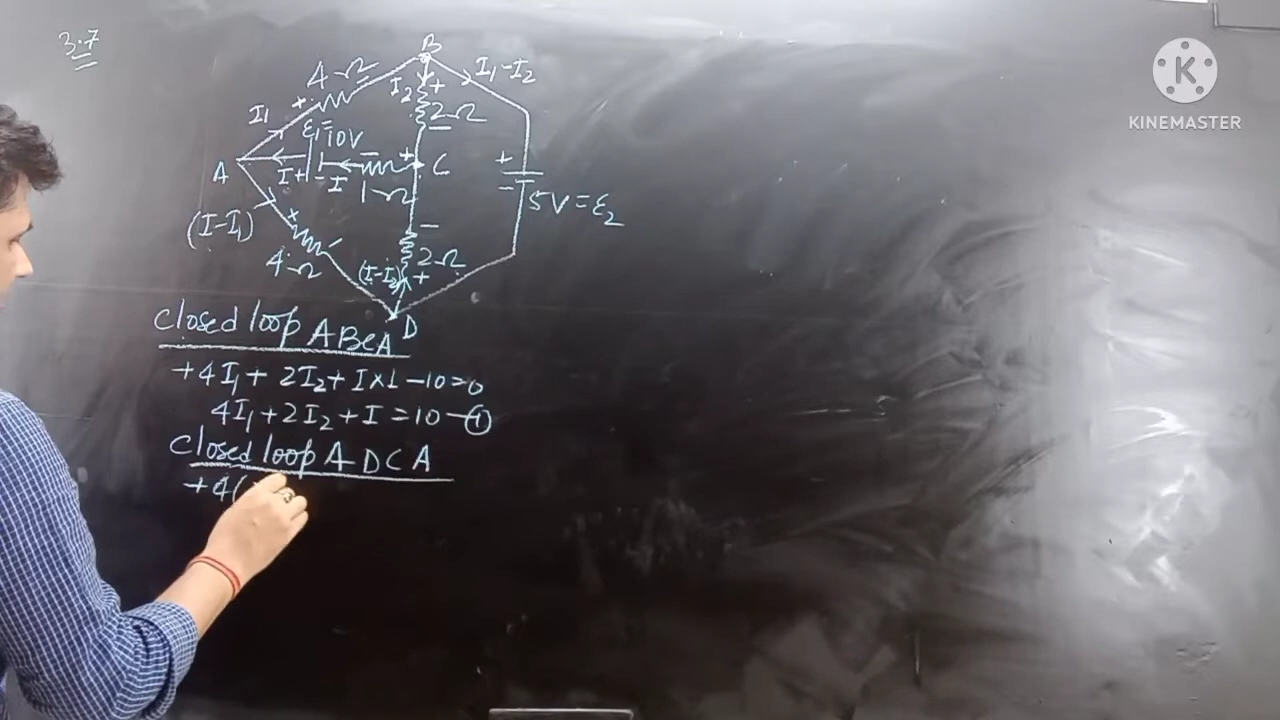 3.7
B
4Ω
I₁
+
I₂
+
I₁-I₂
2Ω
-
ε₁=10V
A
I+
-
I
-
+
C
1Ω
+
-
5V=ε₂
(I-I₁)
+
4Ω
-
2Ω
(I-I₂)
+
D
closed loop ABCA
+4I₁+ 2I₂+I×1-10=0
4I₁+2I₂+I=10-①
closed loop ADCA
+4(
K
KINEMASTER